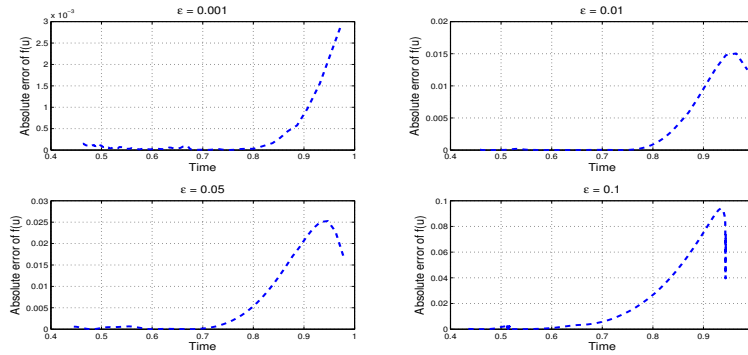 ε = 0.001
x 10⁻³
Absolute error of f(u)
3
2.5
2
1.5
1
0.5
0
0.4 0.5 0.6 0.7 0.8 0.9 1
Time
ε = 0.01
Absolute error of f(u)
0.02
0.015
0.01
0.005
0
0.4 0.5 0.6 0.7 0.8 0.9
Time
ε = 0.05
Absolute error of f(u)
0.03
0.025
0.02
0.015
0.01
0.005
0
0.4 0.5 0.6 0.7 0.8 0.9 1
Time
ε = 0.1
Absolute error of f(u)
0.1
0.08
0.06
0.04
0.02
0
0.4 0.5 0.6 0.7 0.8 0.9
Time